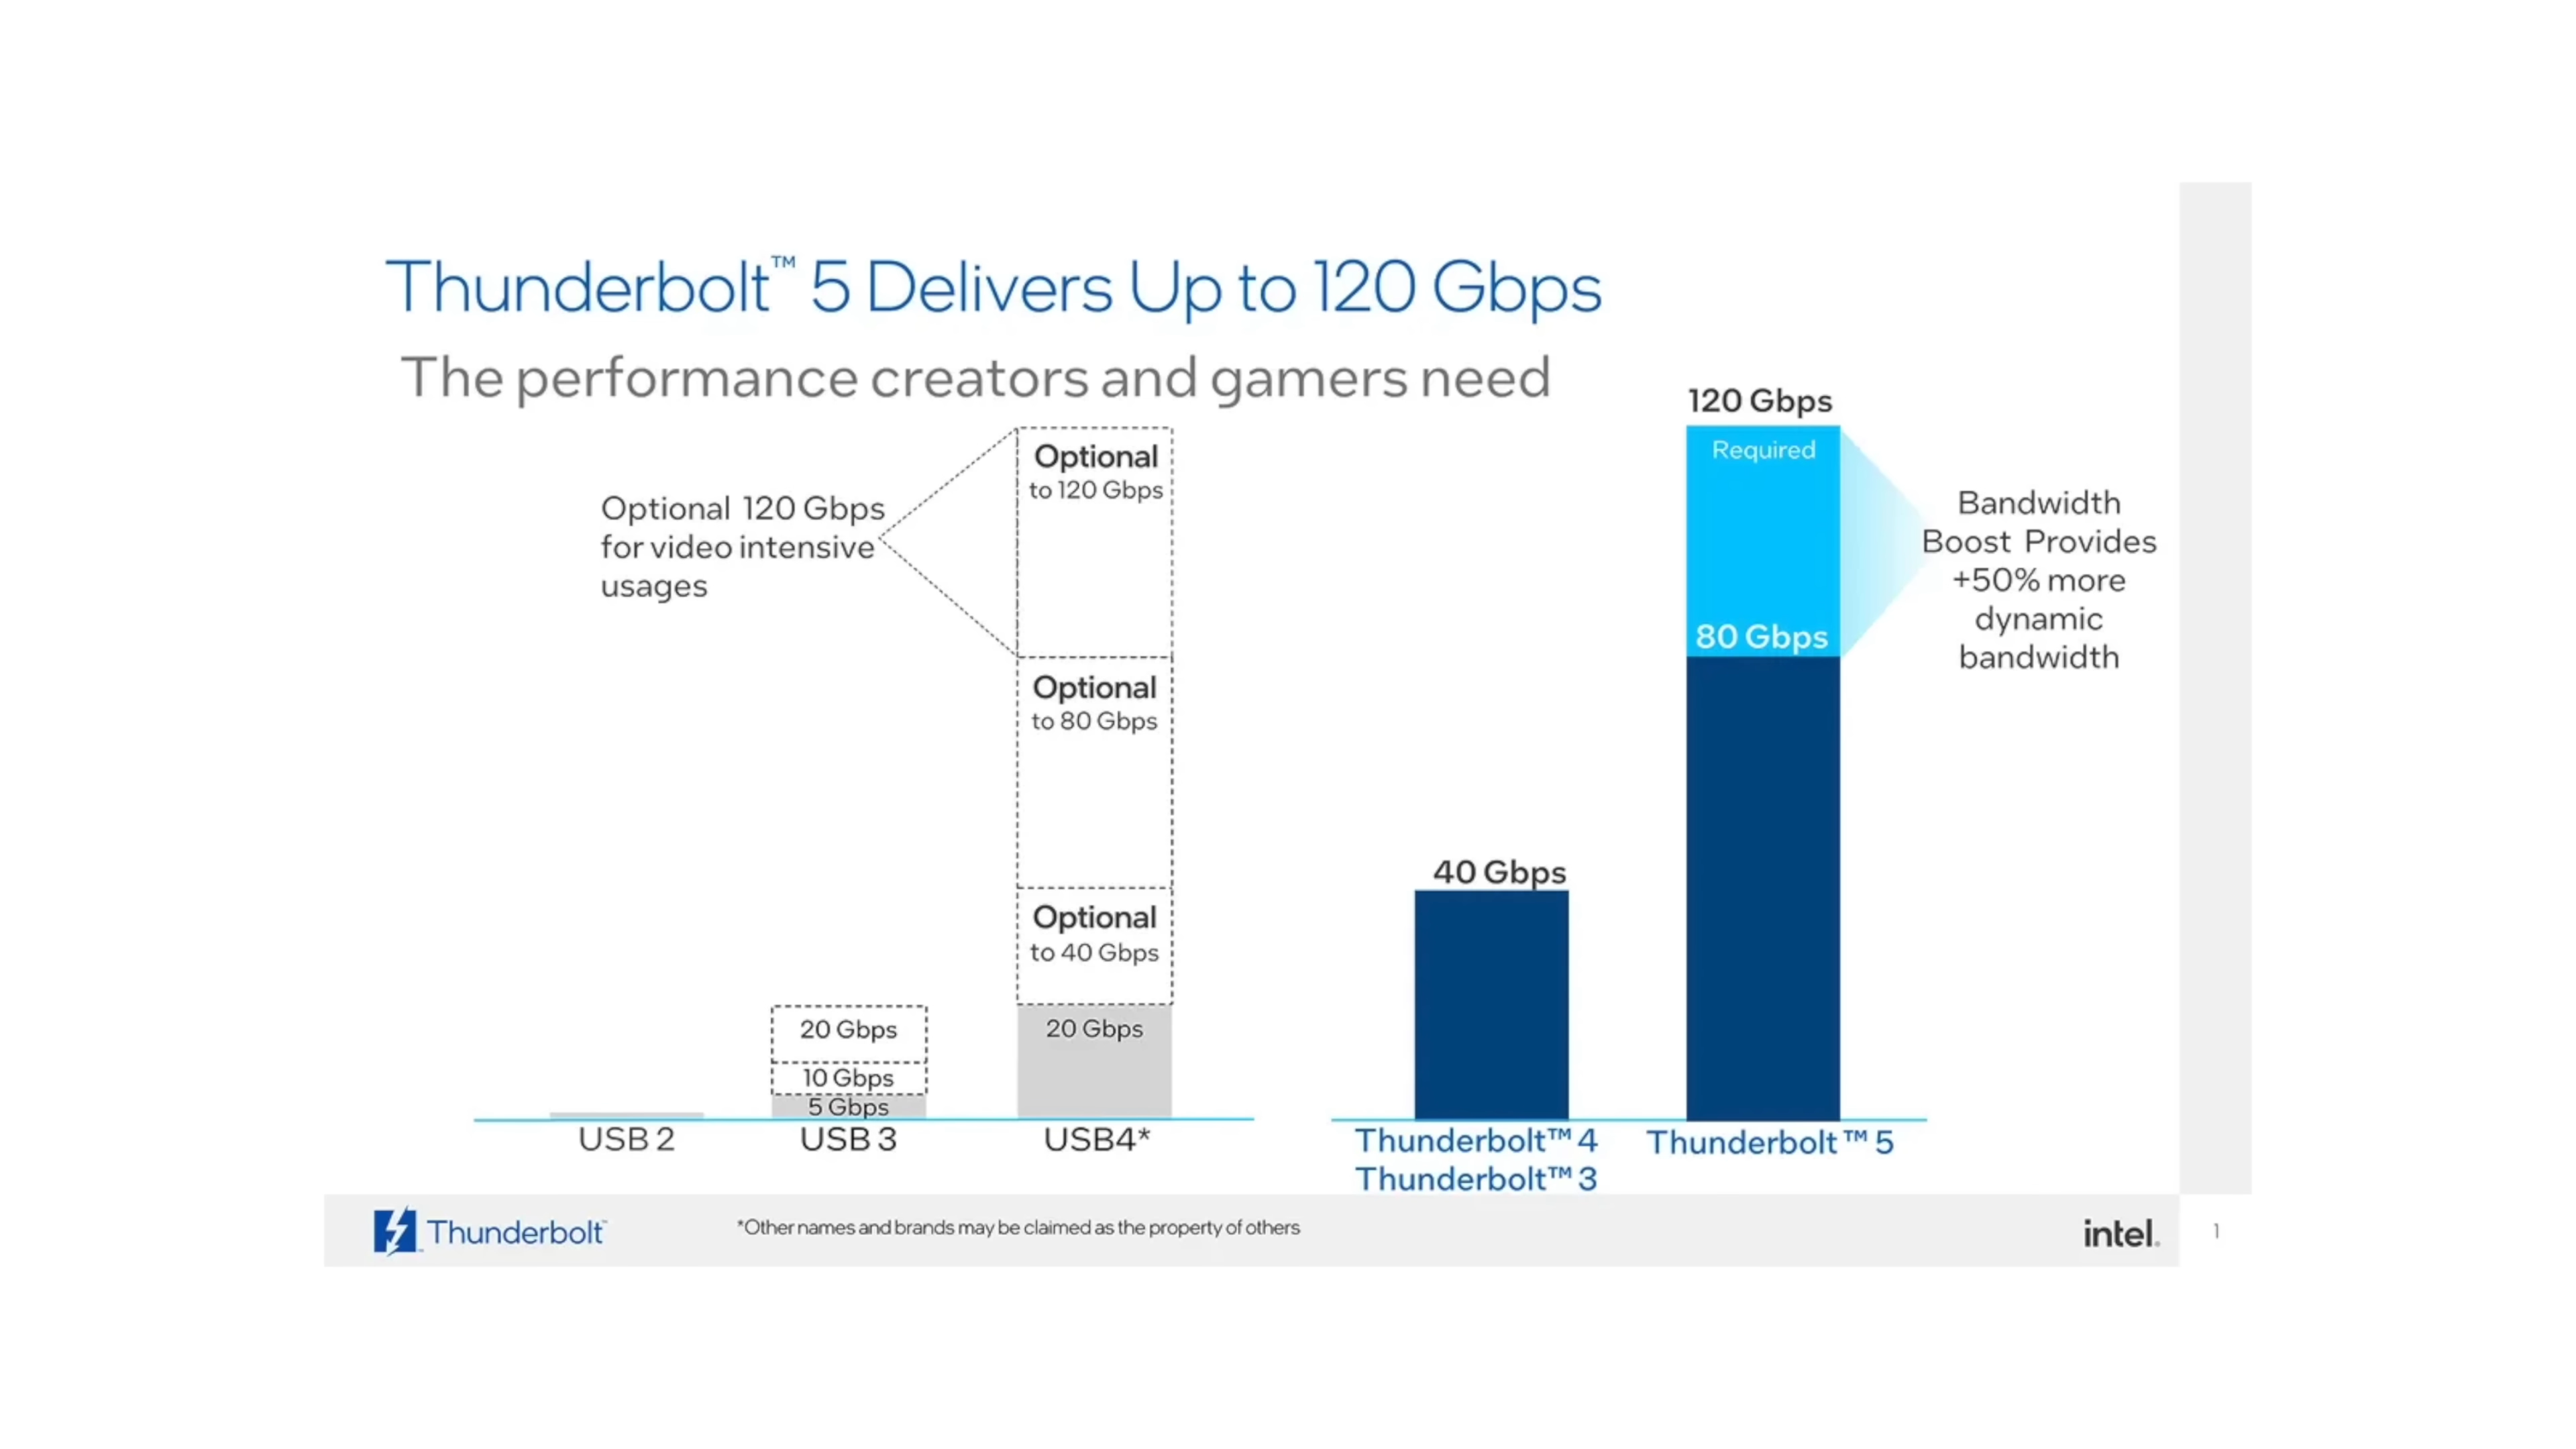 Thunderbolt™ 5 Delivers Up to 120 Gbps
The performance creators and gamers need
Optional 120 Gbps
for video intensive
usages
Optional
to 120 Gbps
Optional
to 80 Gbps
Optional
to 40 Gbps
20 Gbps
20 Gbps
10 Gbps
5 Gbps
USB 2
USB 3
USB4*
120 Gbps
Required
80 Gbps
Bandwidth
Boost Provides
+50% more
dynamic
bandwidth
40 Gbps
Thunderbolt™ 4
Thunderbolt™ 3
Thunderbolt™ 5
Thunderbolt™
*Other names and brands may be claimed as the property of others
intel.
1